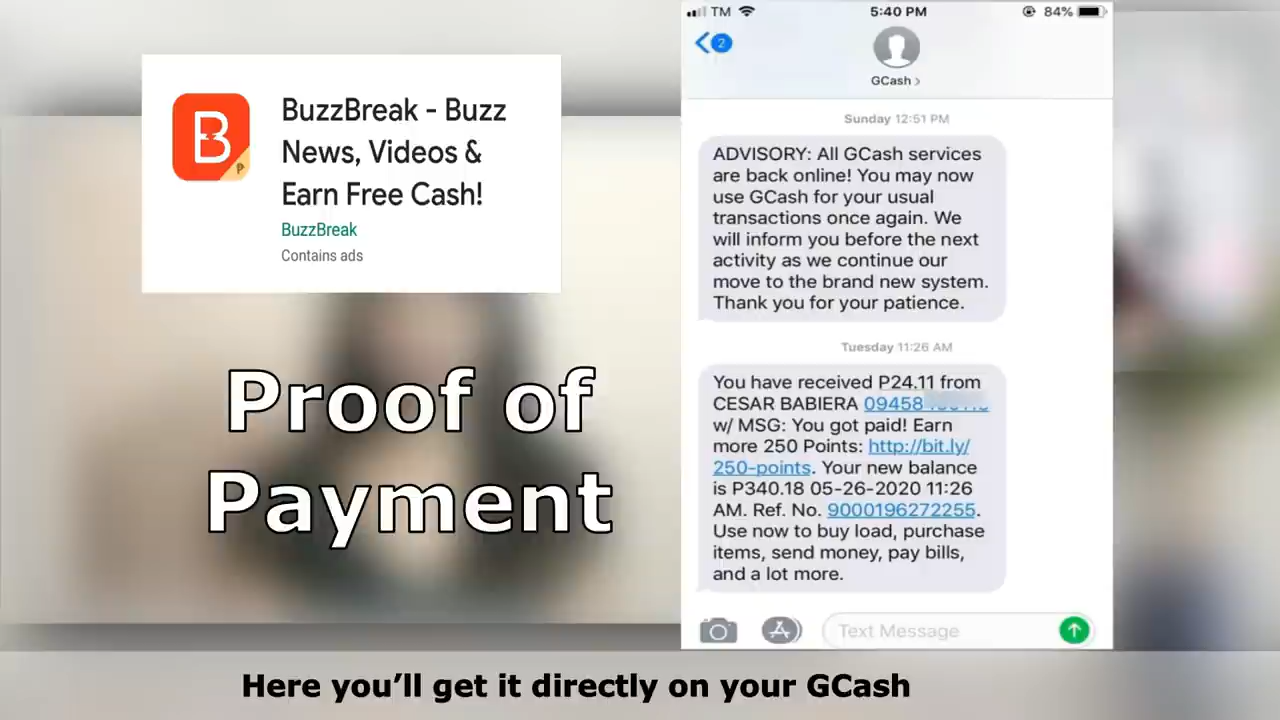 BuzzBreak - Buzz
News, Videos &
Earn Free Cash!
BuzzBreak
Contains ads
Proof of
Payment
TM
5:40 PM
84%
2
GCash
Sunday 12:51 PM
ADVISORY: All GCash services
are back online! You may now
use GCash for your usual
transactions once again. We
will inform you before the next
activity as we continue our
move to the brand new system.
Thank you for your patience.
Tuesday 11:26 AM
You have received P24.11 from
CESAR BABIERA 09458
w/ MSG: You got paid! Earn
more 250 Points: http://bit.ly/
250-points. Your new balance
is P340.18 05-26-2020 11:26
AM. Ref. No. 9000196272255.
Use now to buy load, purchase
items, send money, pay bills,
and a lot more.
Text Message
Here you’ll get it directly on your GCash